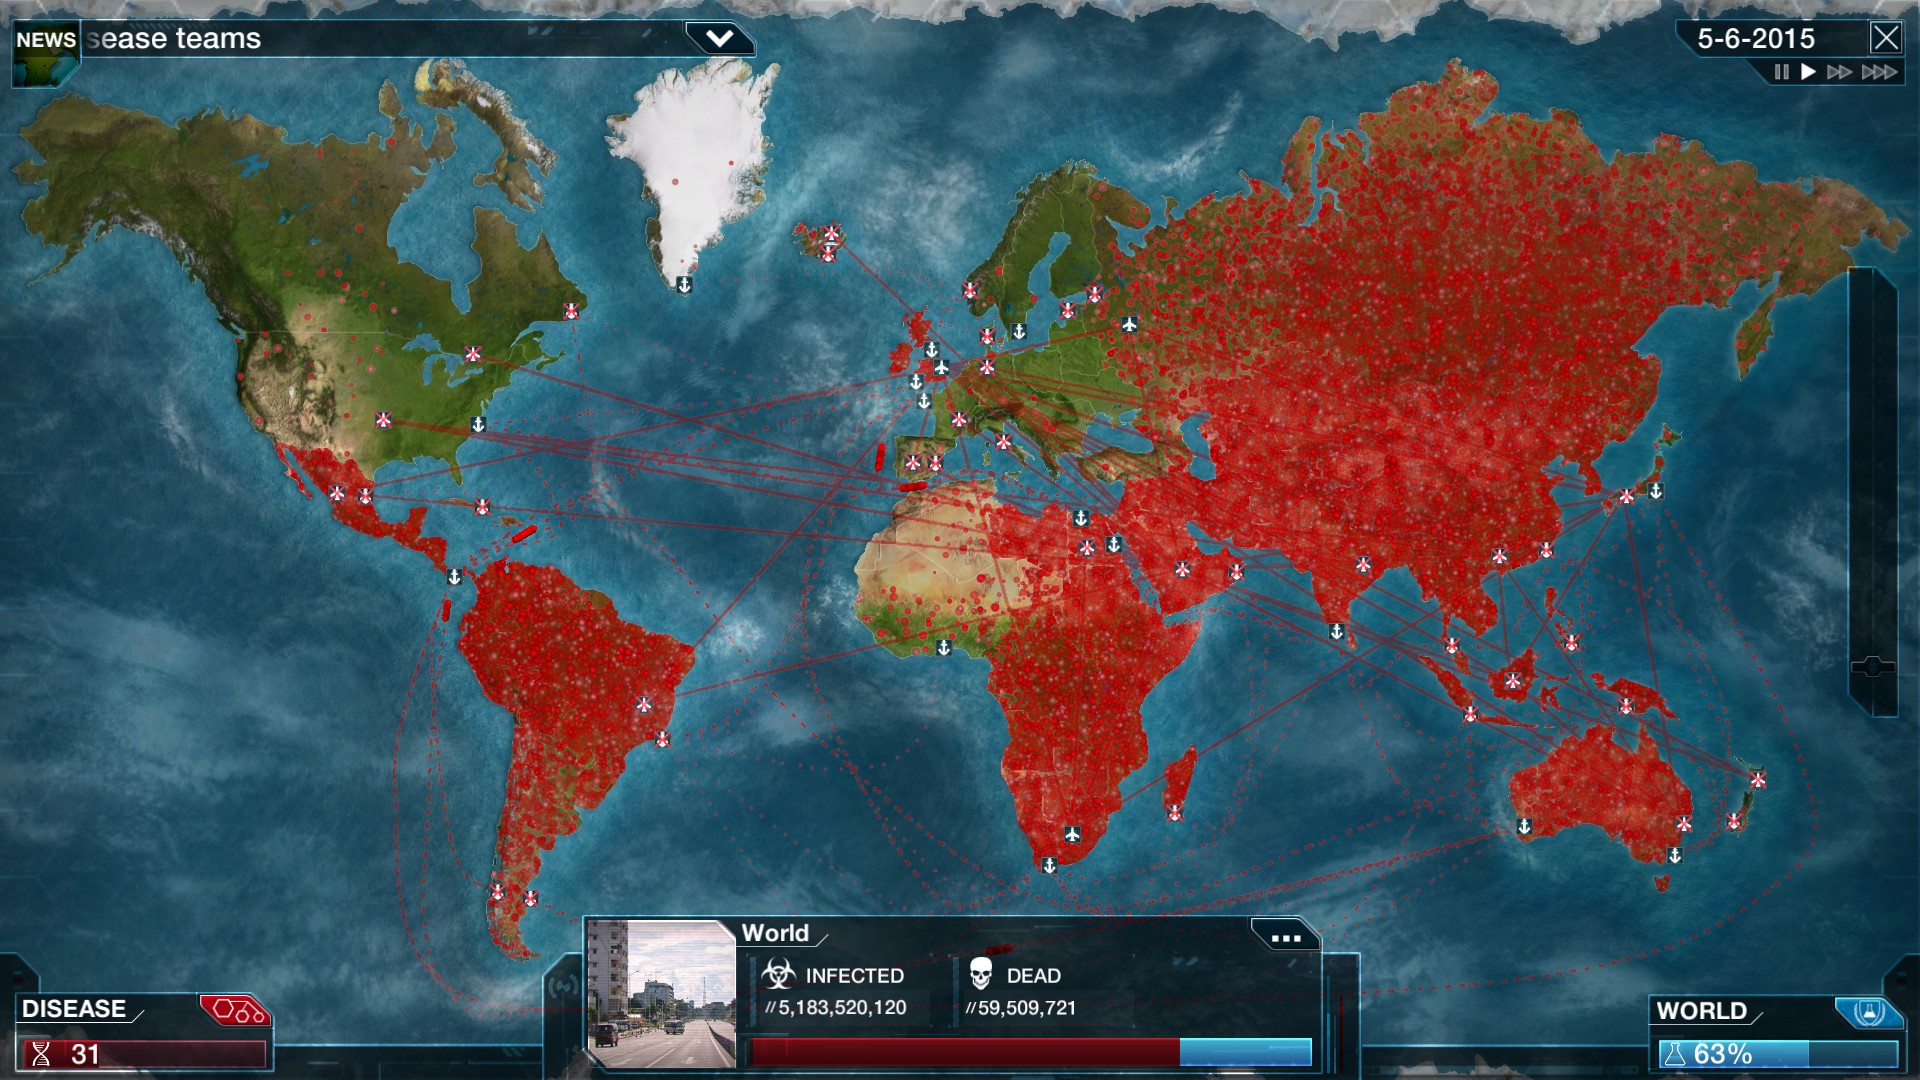 NEWS sease teams
5-6-2015
World
INFECTED DEAD
//5,183,520,120 //59,509,721
DISEASE
31
WORLD
63%